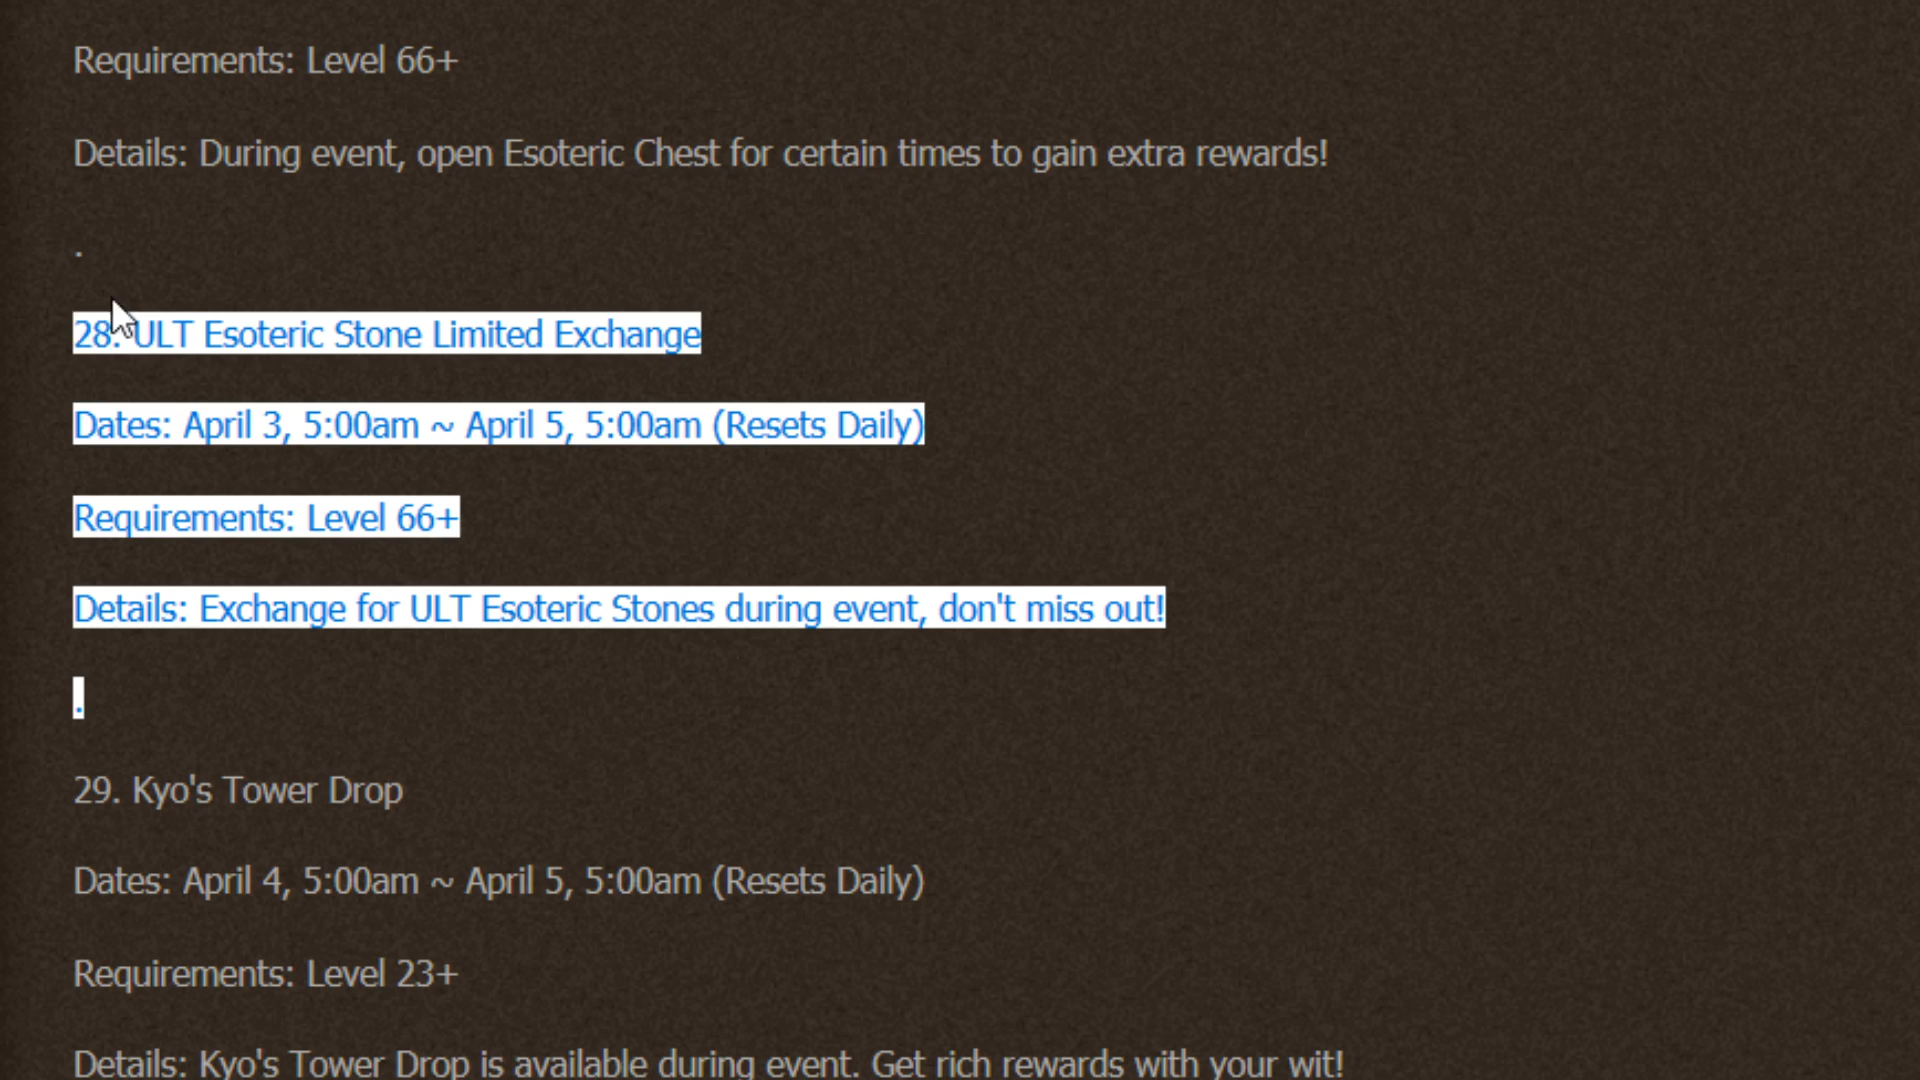 Requirements: Level 66+
Details: During event, open Esoteric Chest for certain times to gain extra rewards!
.
28. ULT Esoteric Stone Limited Exchange
Dates: April 3, 5:00am ~ April 5, 5:00am (Resets Daily)
Requirements: Level 66+
Details: Exchange for ULT Esoteric Stones during event, don't miss out!
.
29. Kyo's Tower Drop
Dates: April 4, 5:00am ~ April 5, 5:00am (Resets Daily)
Requirements: Level 23+
Details: Kyo's Tower Drop is available during event. Get rich rewards with your wit!